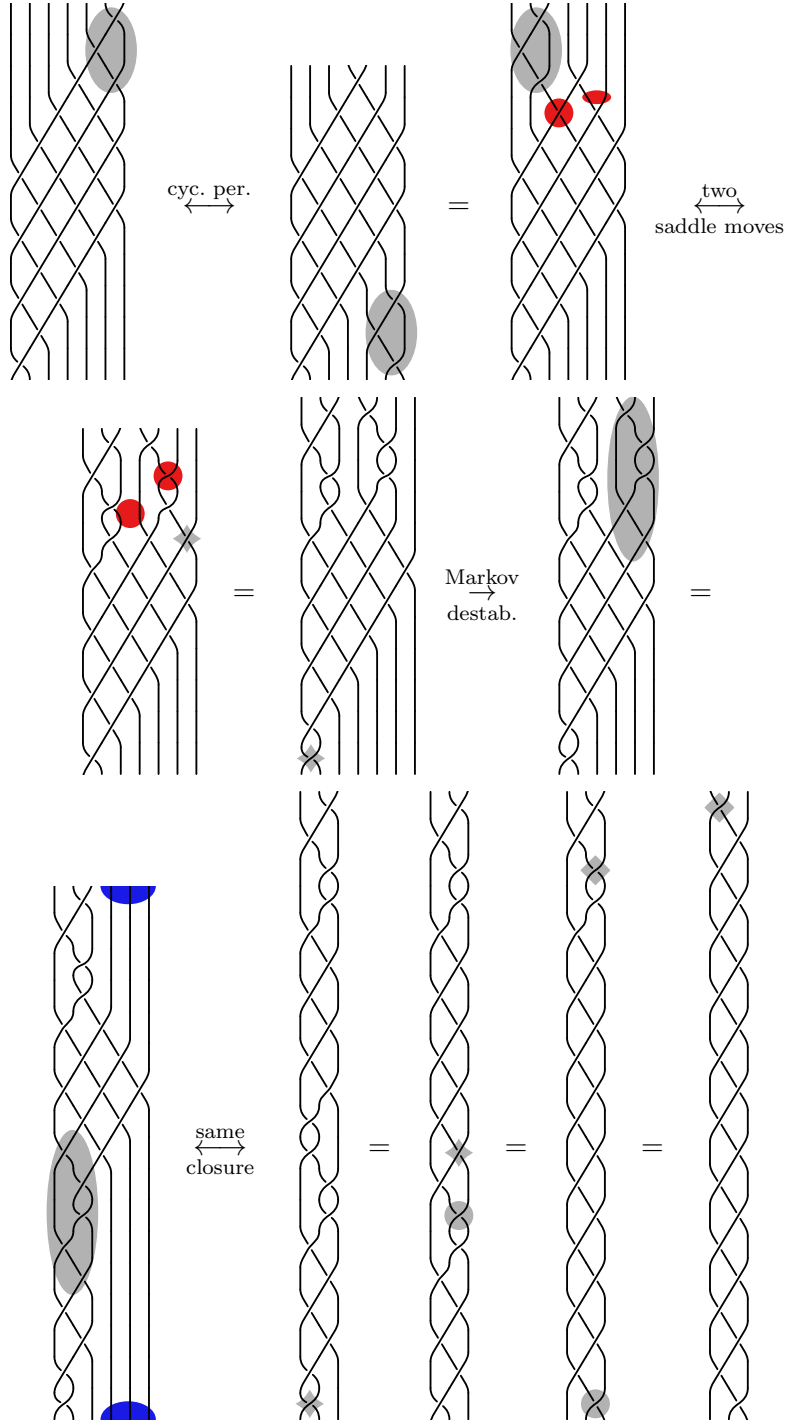 cyc. per.
⟷
=
two
⟷
saddle moves
=
Markov
→
destab.
=
same
⟷
closure
=
=
=